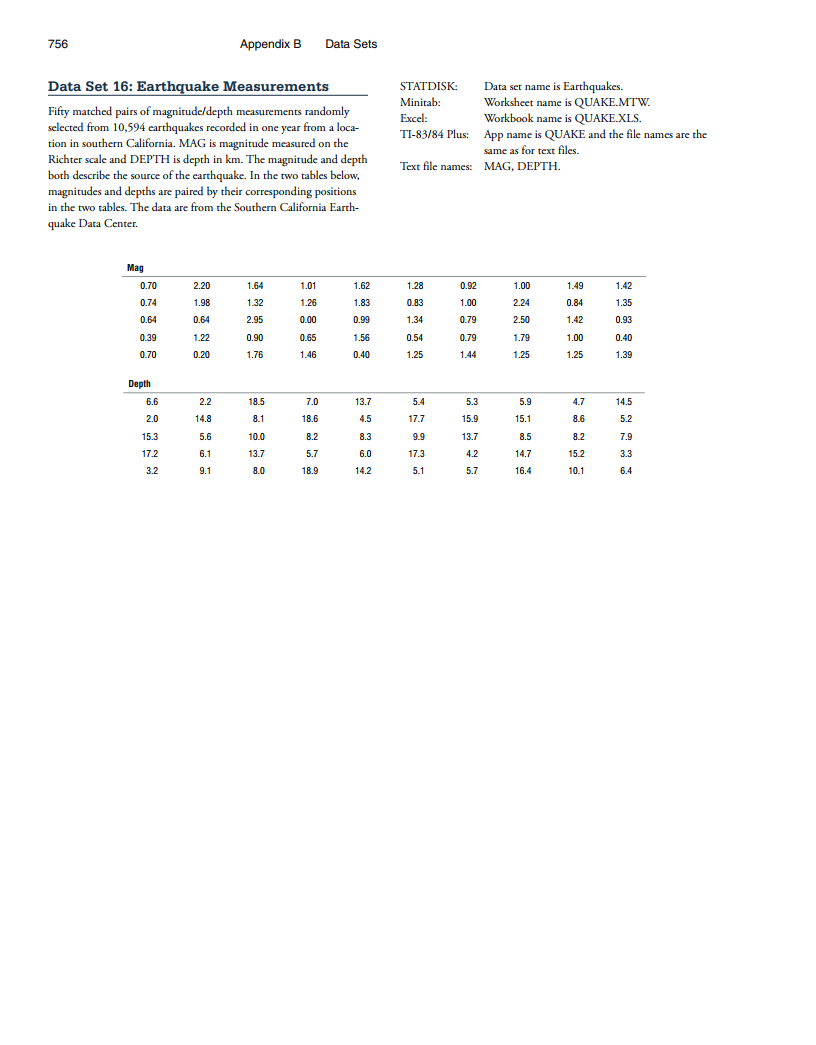 756 Appendix B Data Sets
Data Set 16: Earthquake Measurements
Fifty matched pairs of magnitude/depth measurements randomly
selected from 10,594 earthquakes recorded in one year from a loca-
tion in southern California. MAG is magnitude measured on the
Richter scale and DEPTH is depth in km. The magnitude and depth
both describe the source of the earthquake. In the two tables below,
magnitudes and depths are paired by their corresponding positions
in the two tables. The data are from the Southern California Earth-
quake Data Center.
STATDISK: Data set name is Earthquakes.
Minitab: Worksheet name is QUAKE.MTW.
Excel: Workbook name is QUAKE.XLS.
TI-83/84 Plus: App name is QUAKE and the file names are the
same as for text files.
Text file names: MAG, DEPTH.
Mag
0.70 2.20 1.64 1.01 1.62 1.28 0.92 1.00 1.49 1.42
0.74 1.98 1.32 1.26 1.83 0.83 1.00 2.24 0.84 1.35
0.64 0.64 2.95 0.00 0.99 1.34 0.79 2.50 1.42 0.93
0.39 1.22 0.90 0.65 1.56 0.54 0.79 1.79 1.00 0.40
0.70 0.20 1.76 1.46 0.40 1.25 1.44 1.25 1.25 1.39
Depth
6.6 2.2 18.5 7.0 13.7 5.4 5.3 5.9 4.7 14.5
2.0 14.8 8.1 18.6 4.5 17.7 15.9 15.1 8.6 5.2
15.3 5.6 10.0 8.2 8.3 9.9 13.7 8.5 8.2 7.9
17.2 6.1 13.7 5.7 6.0 17.3 4.2 14.7 15.2 3.3
3.2 9.1 8.0 18.9 14.2 5.1 5.7 16.4 10.1 6.4